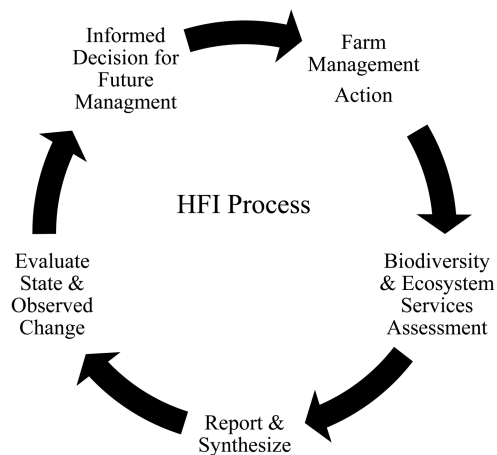 Informed
Decision for
Future
Managment
Farm
Management
Action
HFI Process
Evaluate
State &
Observed
Change
Biodiversity
& Ecosystem
Services
Assessment
Report &
Synthesize